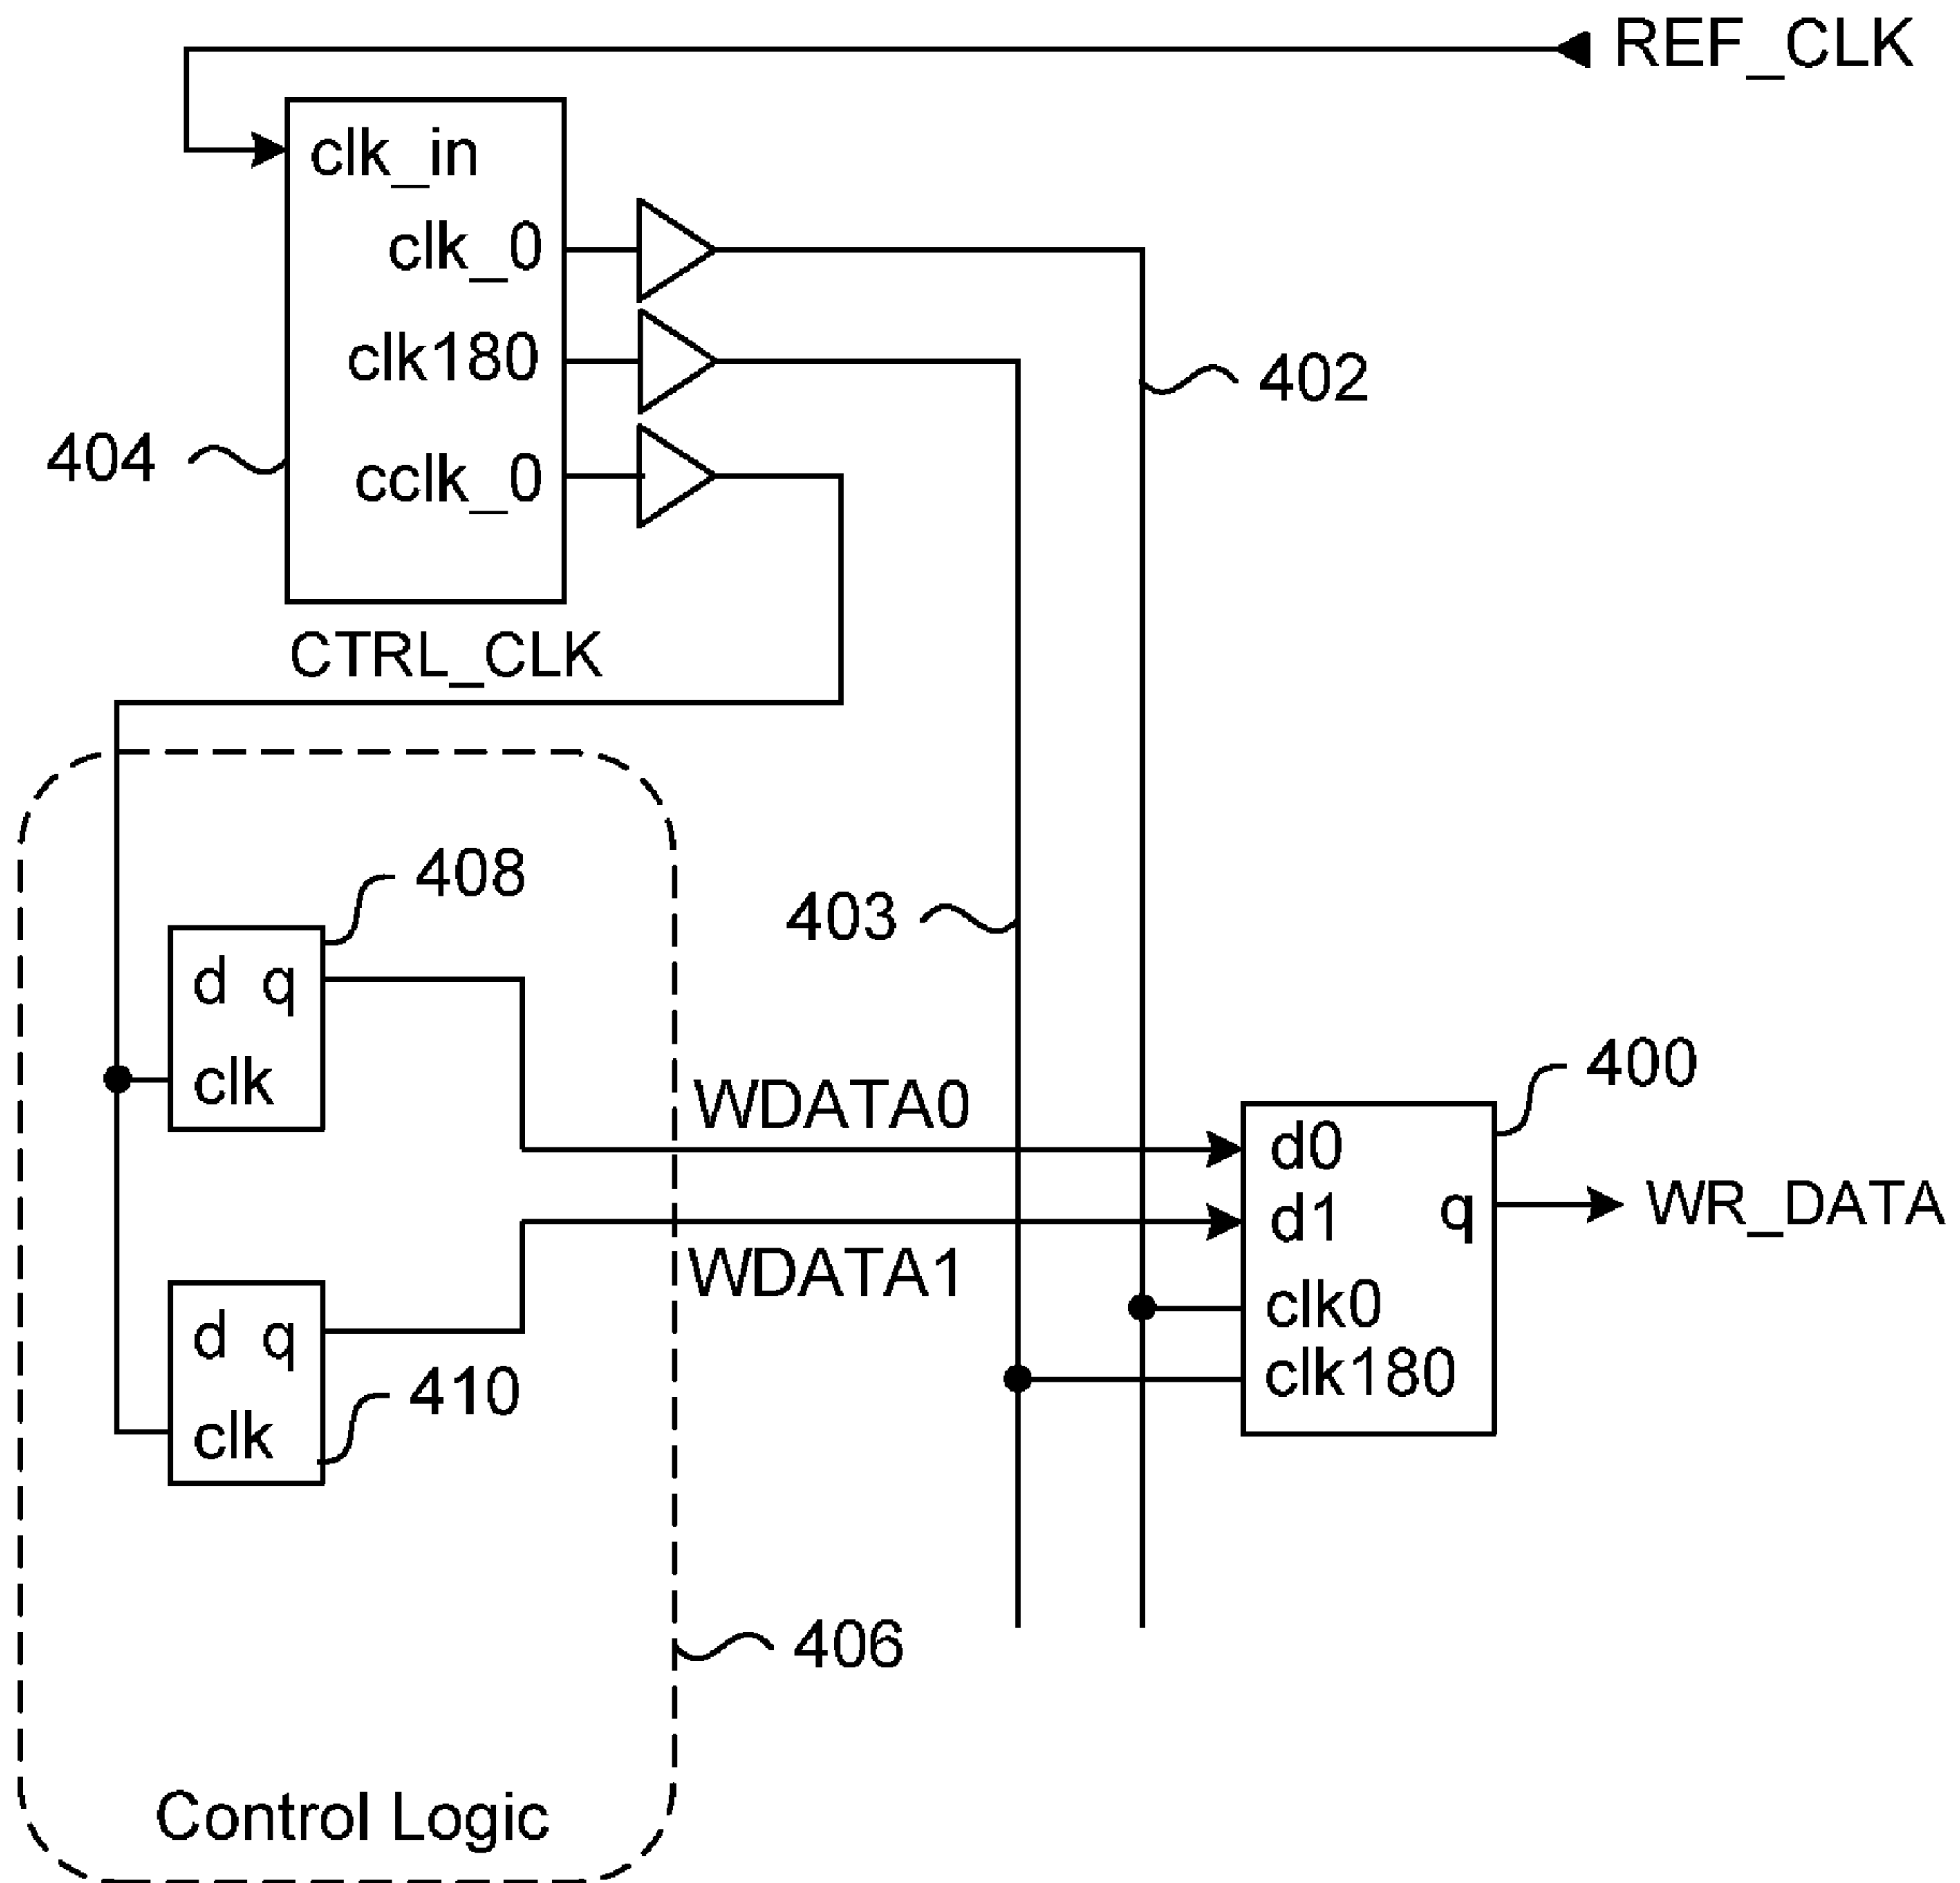 REF_CLK
clk_in
clk_0
clk180
402
404
cclk_0
CTRL_CLK
408
403
d q
clk
WDATA0
400
d0
d1
q
WR_DATA
WDATA1
clk0
d q
clk180
410
clk
406
Control Logic